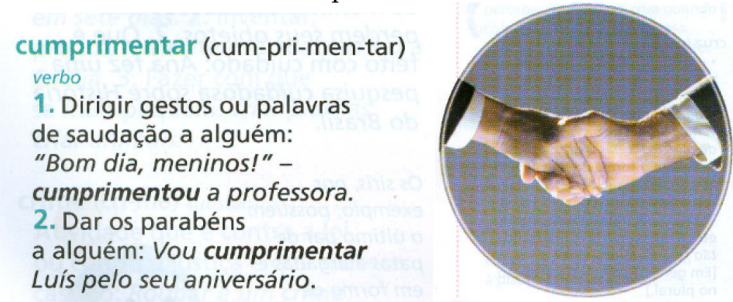 cumprimentar (cum-pri-men-tar)
verbo
1. Dirigir gestos ou palavras
de saudação a alguém:
"Bom dia, meninos!" –
cumprimentou a professora.
2. Dar os parabéns
a alguém: Vou cumprimentar
Luís pelo seu aniversário.